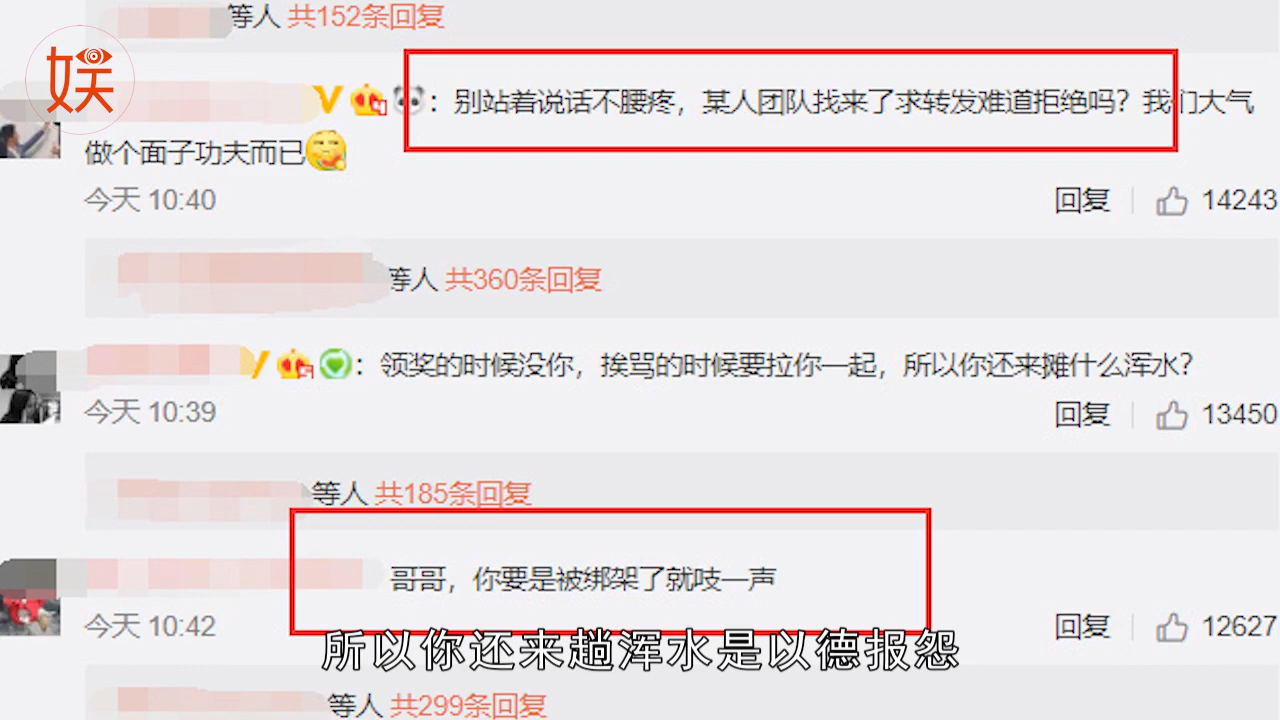 等人 共152条回复
娱
：别站着说话不腰疼，某人团队找来了求转发难道拒绝吗？我们大气
做个面子功夫而已
今天 10:40
回复 14243
等人 共360条回复
：领奖的时候没你，挨骂的时候要拉你一起，所以你还来摊什么浑水？
今天 10:39
回复 13450
等人 共185条回复
哥哥，你要是被绑架了就吱一声
今天 10:42
回复 12627
所以你还来趟浑水是以德报怨
等人 共299条回复